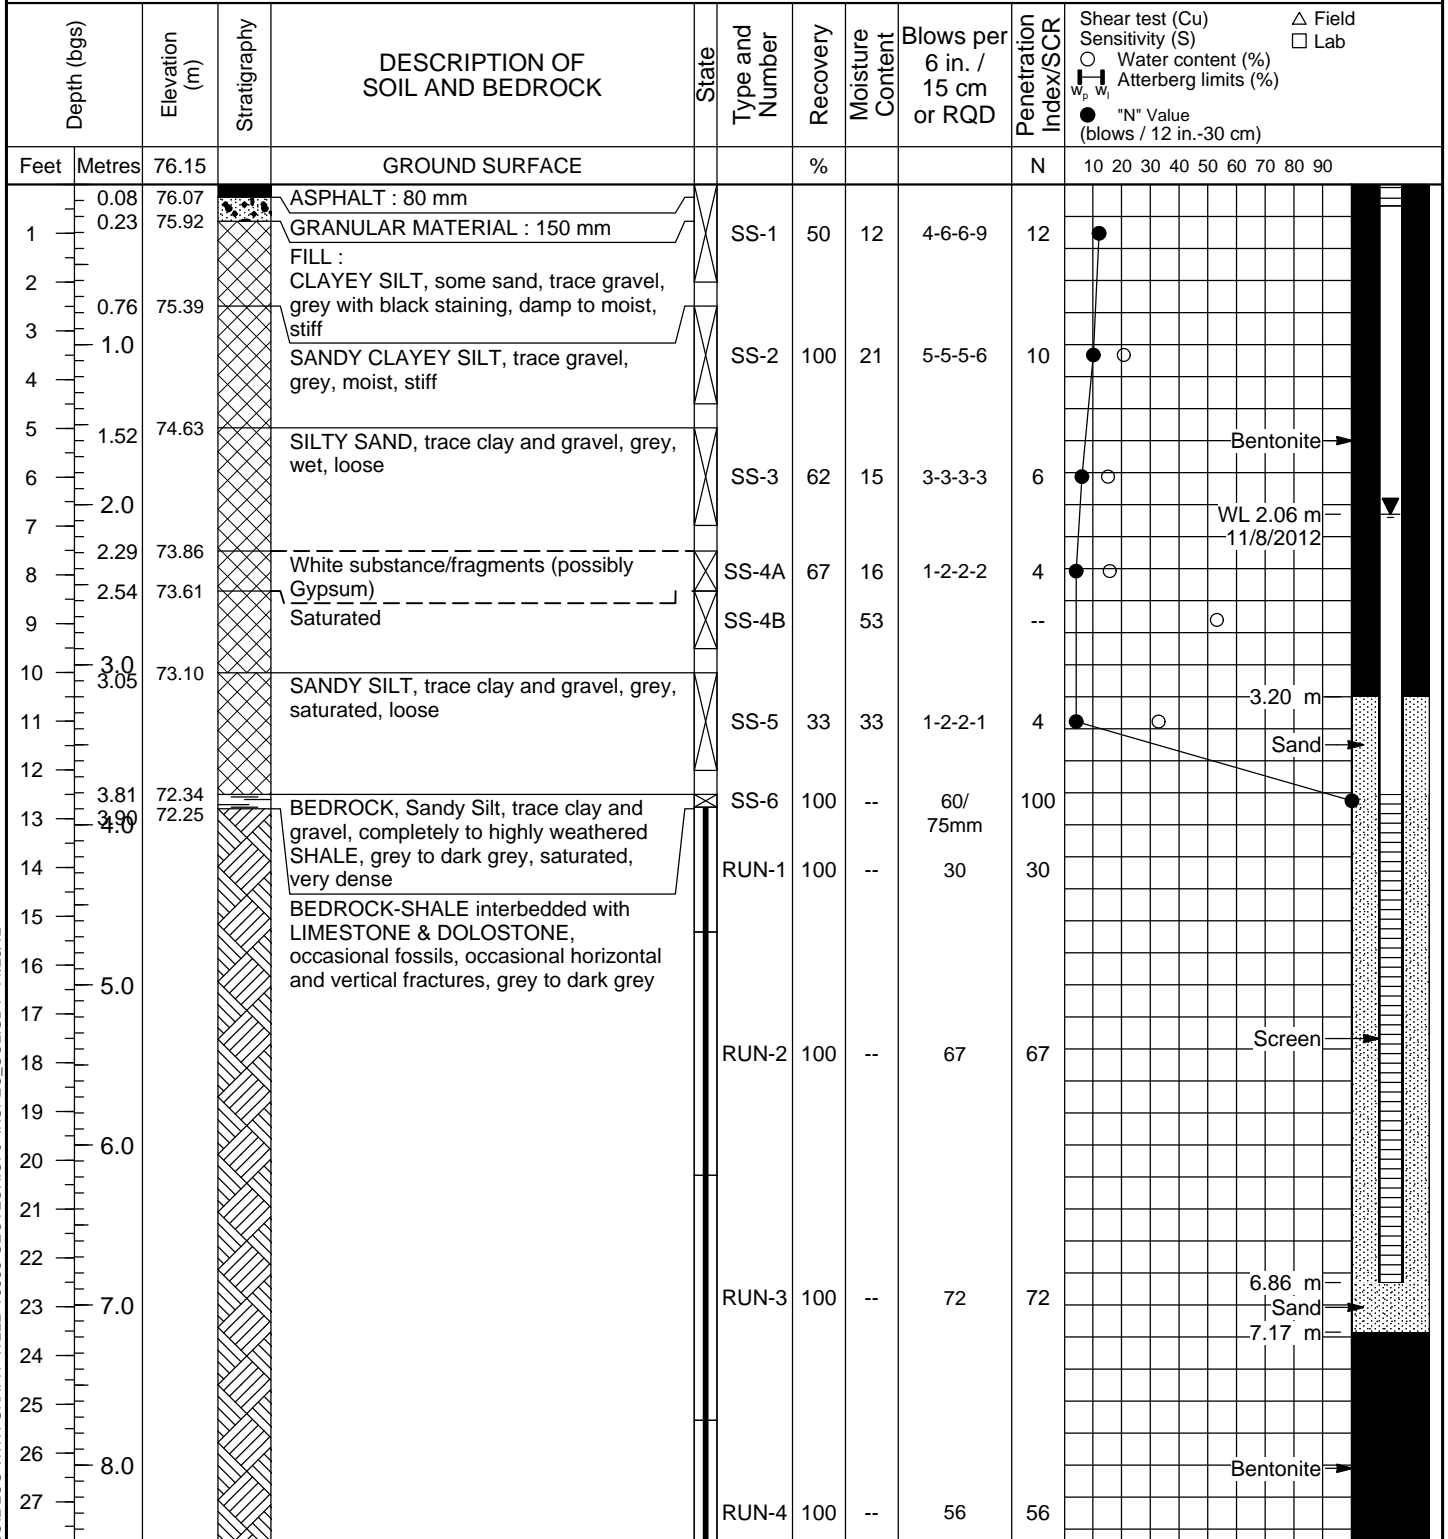 Depth (bgs)
Elevation (m)
Stratigraphy
DESCRIPTION OF
SOIL AND BEDROCK
State
Type and
Number
Recovery
Moisture
Content
Blows per
6 in. /
15 cm
or RQD
Penetration
Index/SCR
Shear test (Cu)
Sensitivity (S)
△ Field
□ Lab
○ Water content (%)
Atterberg limits (%)
Wp Wl
● "N" Value
(blows / 12 in.-30 cm)
Feet Metres 76.15 GROUND SURFACE % N 10 20 30 40 50 60 70 80 90
0.08 76.07 ASPHALT : 80 mm
0.23 75.92 GRANULAR MATERIAL : 150 mm
1 SS-1 50 12 4-6-6-9 12
FILL :
2 CLAYEY SILT, some sand, trace gravel,
0.76 75.39 grey with black staining, damp to moist,
3 stiff
1.0 SANDY CLAYEY SILT, trace gravel,
SS-2 100 21 5-5-5-6 10
4 grey, moist, stiff
5 1.52 74.63 SILTY SAND, trace clay and gravel, grey,
Bentonite
wet, loose
6 SS-3 62 15 3-3-3-3 6
2.0 WL 2.06 m
7 11/8/2012
2.29 73.86
White substance/fragments (possibly
8 SS-4A 67 16 1-2-2-2 4
2.54 73.61 Gypsum)
9 Saturated SS-4B 53 --
3.0
10 3.05 73.10 SANDY SILT, trace clay and gravel, grey,
3.20 m
saturated, loose
11 SS-5 33 33 1-2-2-1 4
Sand
12
3.81 72.34 BEDROCK, Sandy Silt, trace clay and
SS-6 100 -- 60/ 100
75mm
13 3.90 72.25 gravel, completely to highly weathered
4.0
SHALE, grey to dark grey, saturated,
14 very dense RUN-1 100 -- 30 30
15 BEDROCK-SHALE interbedded with
LIMESTONE & DOLOSTONE,
16 occasional fossils, occasional horizontal
5.0 and vertical fractures, grey to dark grey
17
Screen
18 RUN-2 100 -- 67 67
19
6.0
20
21
22
6.86 m
23 7.0 RUN-3 100 -- 72 72
Sand
7.17 m
24
25
26 8.0
Bentonite
27 RUN-4 100 -- 56 56